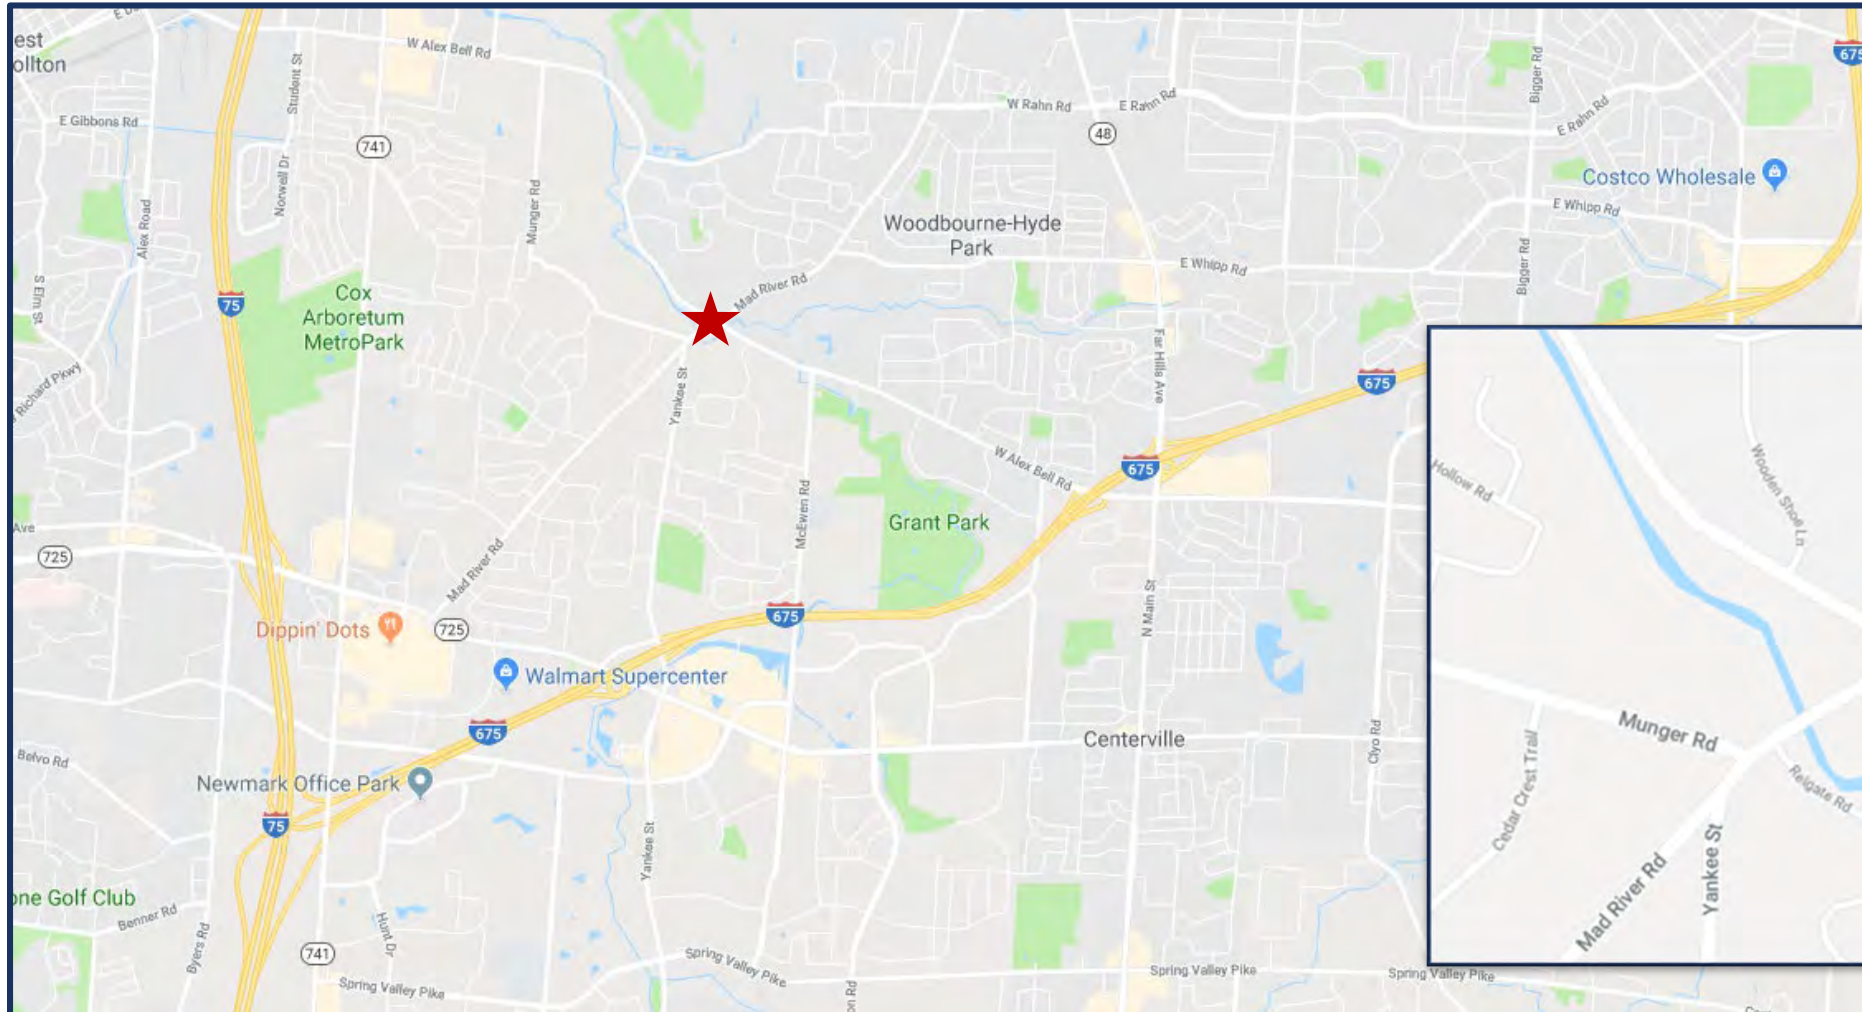 W Alex Bell Rd
est
ollton
Student St
Bigger Rd
675
E Gibbons Rd
741
W Rahn Rd
E Rahn Rd
48
E Rahn Rd
Norwell Dr
Munger Rd
Alex Road
Costco Wholesale
E Whipp Rd
Woodbourne-Hyde
Park
E Whipp Rd
Bigger Rd
S Elm St
75
Cox
Arboretum
MetroPark
Mad River Rd
Far Hills Ave
Richard Pkwy
Yankee St
675
675
W Alex Bell Rd
McEwen Rd
Grant Park
Ave
725
Mad River Rd
Dippin' Dots
725
675
N Main St
Walmart Supercenter
675
Centerville
Clyo Rd
Belvo Rd
Newmark Office Park
75
Yankee St
one Golf Club
Benner Rd
Byers Rd
Hunt Dr
741
Spring Valley Pike
Spring Valley Pike
on Rd
Spring Valley Pike
Spring Valley Pike
Hollow Rd
Wooden Shoe Ln
Munger Rd
Reigate Rd
Cedar Crest Trail
Yankee St
Mad River Rd